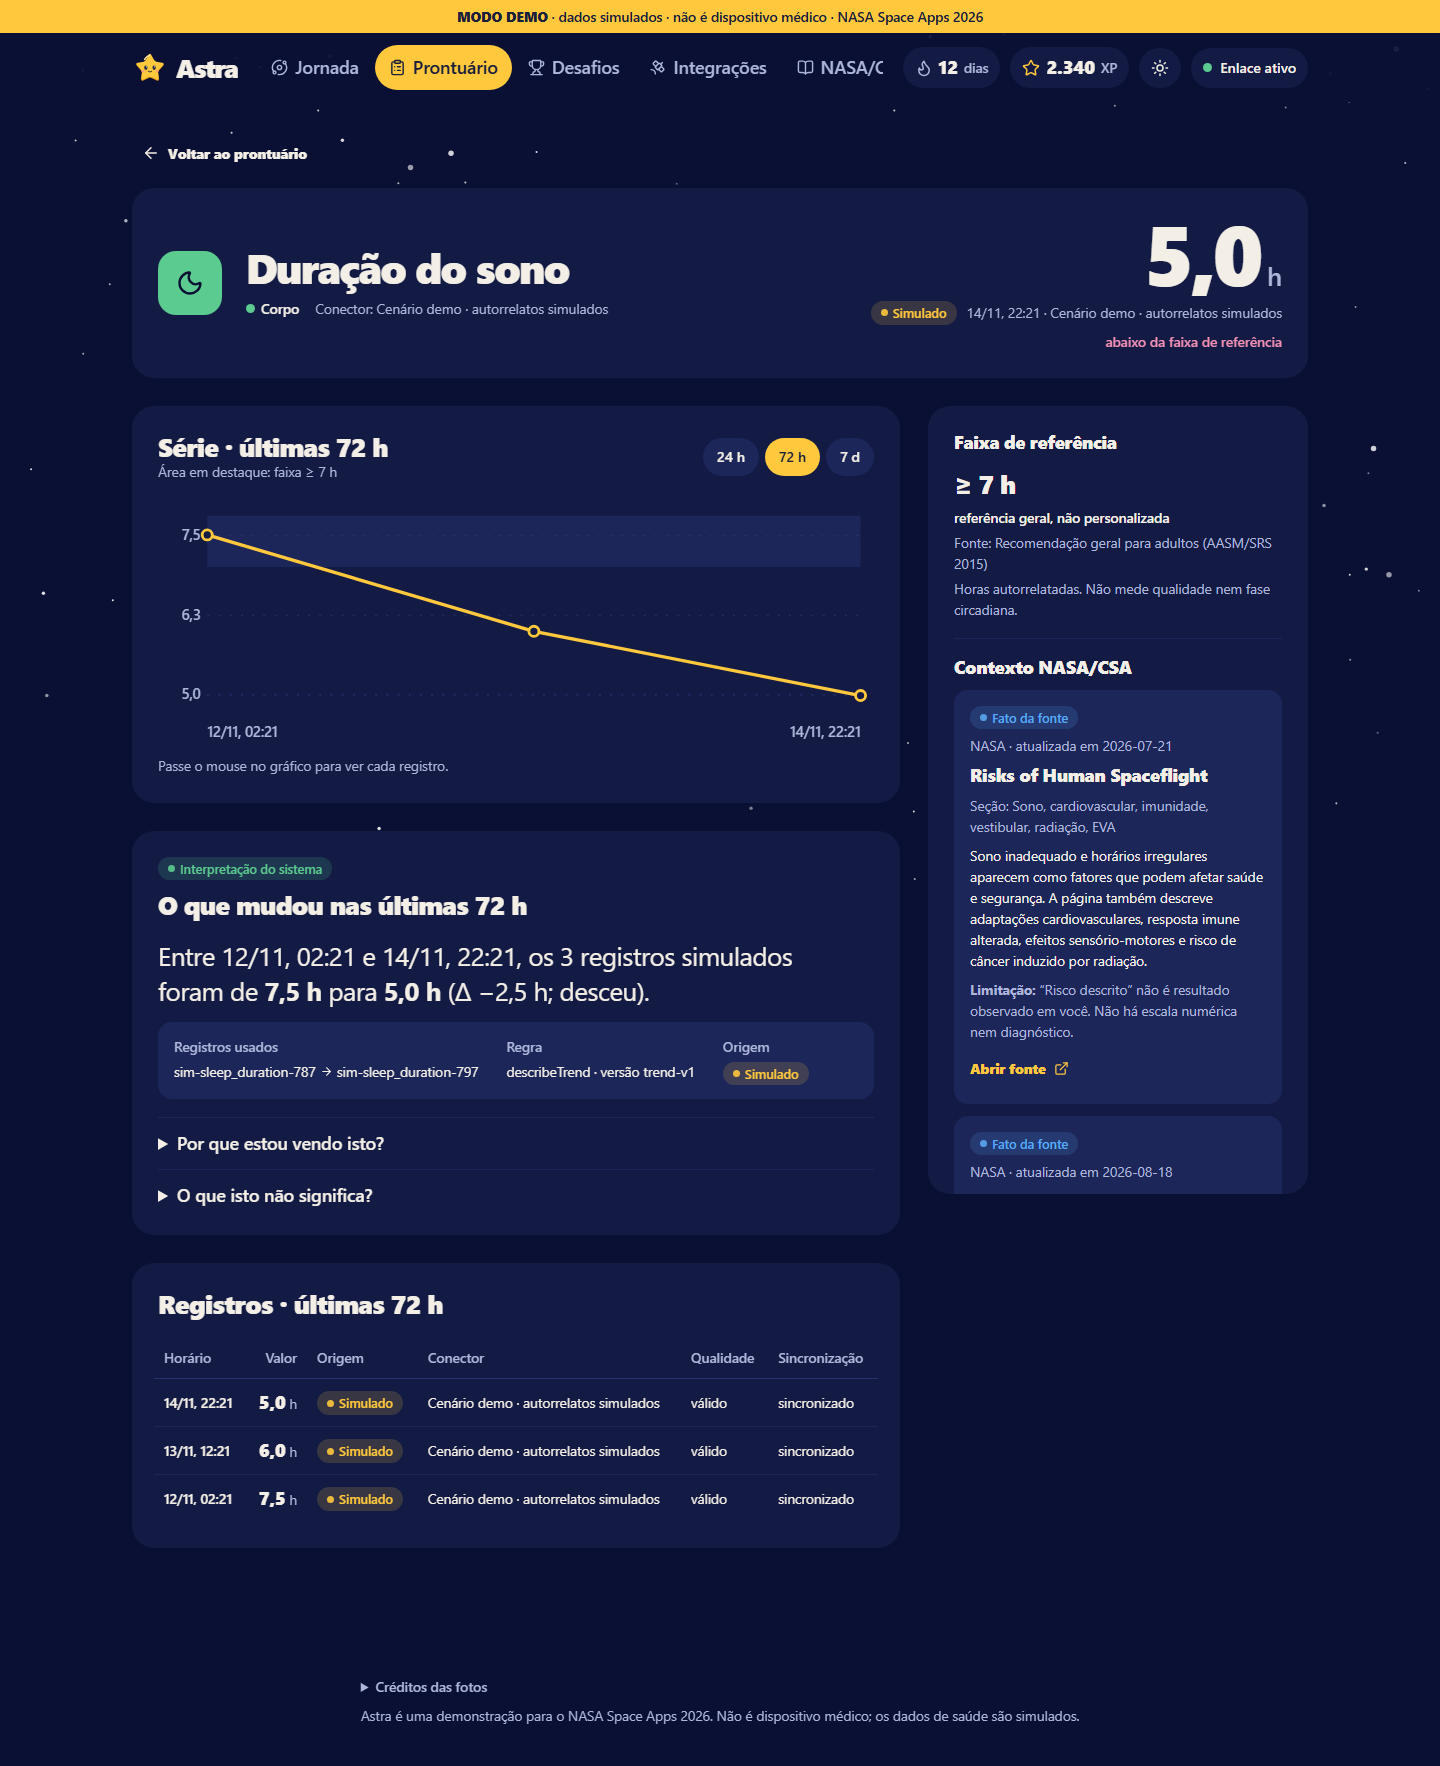 MODO DEMO · dados simulados · não é dispositivo médico · NASA Space Apps 2026
Astra
Jornada
Prontuário
Desafios
Integrações
NASA/C
12 dias
2.340 XP
Enlace ativo
Voltar ao prontuário
Duração do sono
Corpo Conector: Cenário demo · autorrelatos simulados
5,0 h
Simulado 14/11, 22:21 · Cenário demo · autorrelatos simulados
abaixo da faixa de referência
Série · últimas 72 h
Área em destaque: faixa ≥ 7 h
24 h 72 h 7 d
7,5
6,3
5,0
12/11, 02:21 14/11, 22:21
Passe o mouse no gráfico para ver cada registro.
Interpretação do sistema
O que mudou nas últimas 72 h
Entre 12/11, 02:21 e 14/11, 22:21, os 3 registros simulados
foram de 7,5 h para 5,0 h (Δ −2,5 h; desceu).
Registros usados
sim-sleep_duration-787 → sim-sleep_duration-797
Regra
describeTrend · versão trend-v1
Origem
Simulado
Por que estou vendo isto?
O que isto não significa?
Registros · últimas 72 h
Horário Valor Origem Conector Qualidade Sincronização
14/11, 22:21 5,0 h Simulado Cenário demo · autorrelatos simulados válido sincronizado
13/11, 12:21 6,0 h Simulado Cenário demo · autorrelatos simulados válido sincronizado
12/11, 02:21 7,5 h Simulado Cenário demo · autorrelatos simulados válido sincronizado
Faixa de referência
≥ 7 h
referência geral, não personalizada
Fonte: Recomendação geral para adultos (AASM/SRS
2015)
Horas autorrelatadas. Não mede qualidade nem fase
circadiana.
Contexto NASA/CSA
Fato da fonte
NASA · atualizada em 2026-07-21
Risks of Human Spaceflight
Seção: Sono, cardiovascular, imunidade,
vestibular, radiação, EVA
Sono inadequado e horários irregulares
aparecem como fatores que podem afetar saúde
e segurança. A página também descreve
adaptações cardiovasculares, resposta imune
alterada, efeitos sensório-motores e risco de
câncer induzido por radiação.
Limitação: “Risco descrito” não é resultado
observado em você. Não há escala numérica
nem diagnóstico.
Abrir fonte
Fato da fonte
NASA · atualizada em 2026-08-18
Créditos das fotos
Astra é uma demonstração para o NASA Space Apps 2026. Não é dispositivo médico; os dados de saúde são simulados.